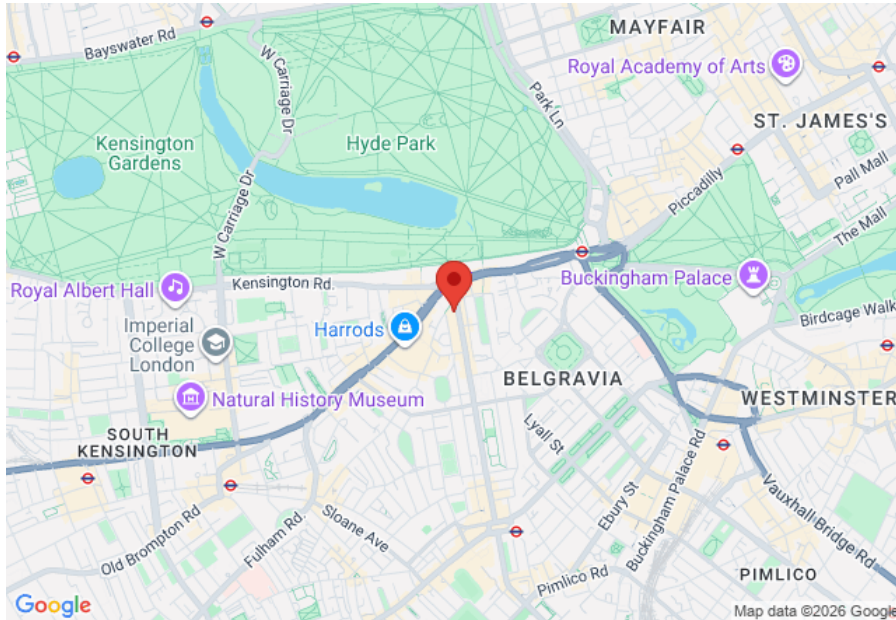 MAYFAIR
Bayswater Rd
W Carriage Dr
Royal Academy of Arts
Park Ln
ST. JAMES'S
Kensington
Gardens
Hyde Park
Pall Mall
Piccadilly
W Carriage Dr
The Mall
Royal Albert Hall
Kensington Rd.
Buckingham Palace
Birdcage Walk
Imperial
College
London
Harrods
BELGRAVIA
Natural History Museum
WESTMINSTER
SOUTH
KENSINGTON
Lyall St
Buckingham Palace Rd
Ebury St
Vauxhall Bridge Rd
Old Brompton Rd
Fulham Rd.
Sloane Ave
Pimlico Rd
PIMLICO
Google
Map data ©2026 Google